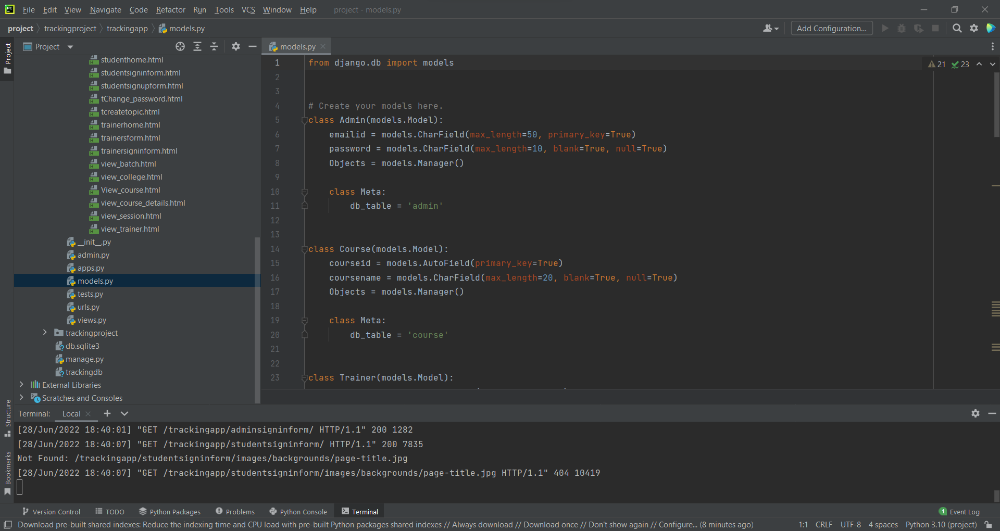 PC File Edit View Navigate Code Refactor Run Tools VCS Window Help project - models.py
project trackingproject trackingapp models.py Add Configuration...
Project
Project
models.py
studenthome.html
studentsigninform.html
studentsignupform.html
tChange_password.html
tcreatetopic.html
trainerhome.html
trainersform.html
trainersigninform.html
view_batch.html
view_college.html
View_course.html
view_course_details.html
view_session.html
view_trainer.html
__init__.py
admin.py
apps.py
models.py
tests.py
urls.py
views.py
trackingproject
db.sqlite3
manage.py
trackingdb
External Libraries
Scratches and Consoles
21 23
1 from django.db import models
2
3
4 # Create your models here.
5 class Admin(models.Model):
6 emailid = models.CharField(max_length=50, primary_key=True)
7 password = models.CharField(max_length=10, blank=True, null=True)
8 Objects = models.Manager()
9
10 class Meta:
11 db_table = 'admin'
12
13
14 class Course(models.Model):
15 courseid = models.AutoField(primary_key=True)
16 coursename = models.CharField(max_length=20, blank=True, null=True)
17 Objects = models.Manager()
18
19 class Meta:
20 db_table = 'course'
21
22
23 class Trainer(models.Model):
Structure
Bookmarks
Terminal: Local
[28/Jun/2022 18:40:01] "GET /trackingapp/adminsigninform/ HTTP/1.1" 200 1282
[28/Jun/2022 18:40:07] "GET /trackingapp/studentsigninform/ HTTP/1.1" 200 7835
Not Found: /trackingapp/studentsigninform/images/backgrounds/page-title.jpg
[28/Jun/2022 18:40:07] "GET /trackingapp/studentsigninform/images/backgrounds/page-title.jpg HTTP/1.1" 404 10419
Version Control TODO Python Packages Problems Python Console Terminal 1 Event Log
Download pre-built shared indexes: Reduce the indexing time and CPU load with pre-built Python packages shared indexes // Always download // Download once // Don't show again // Configure... (8 minutes ago) 1:1 CRLF UTF-8 4 spaces Python 3.10 (project)